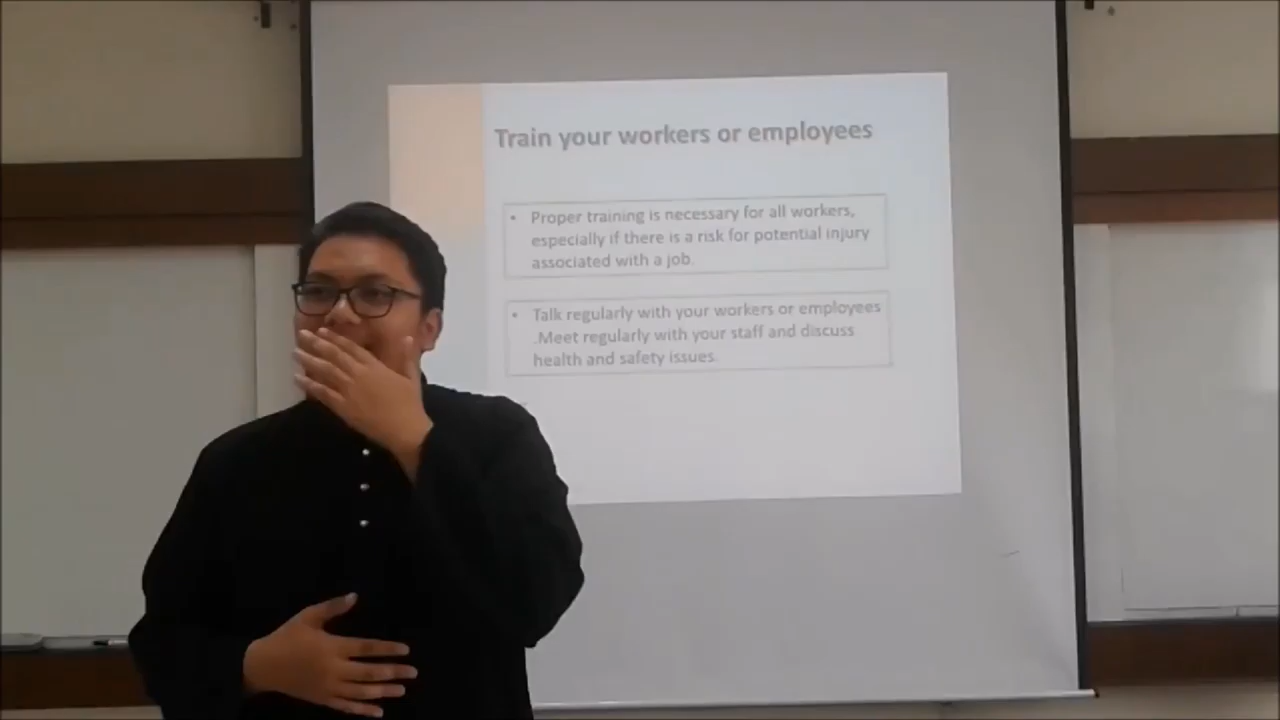 Train your workers or employees
• Proper training is necessary for all workers,
especially if there is a risk for potential injury
associated with a job.
• Talk regularly with your workers or employees
.Meet regularly with your staff and discuss
health and safety issues.